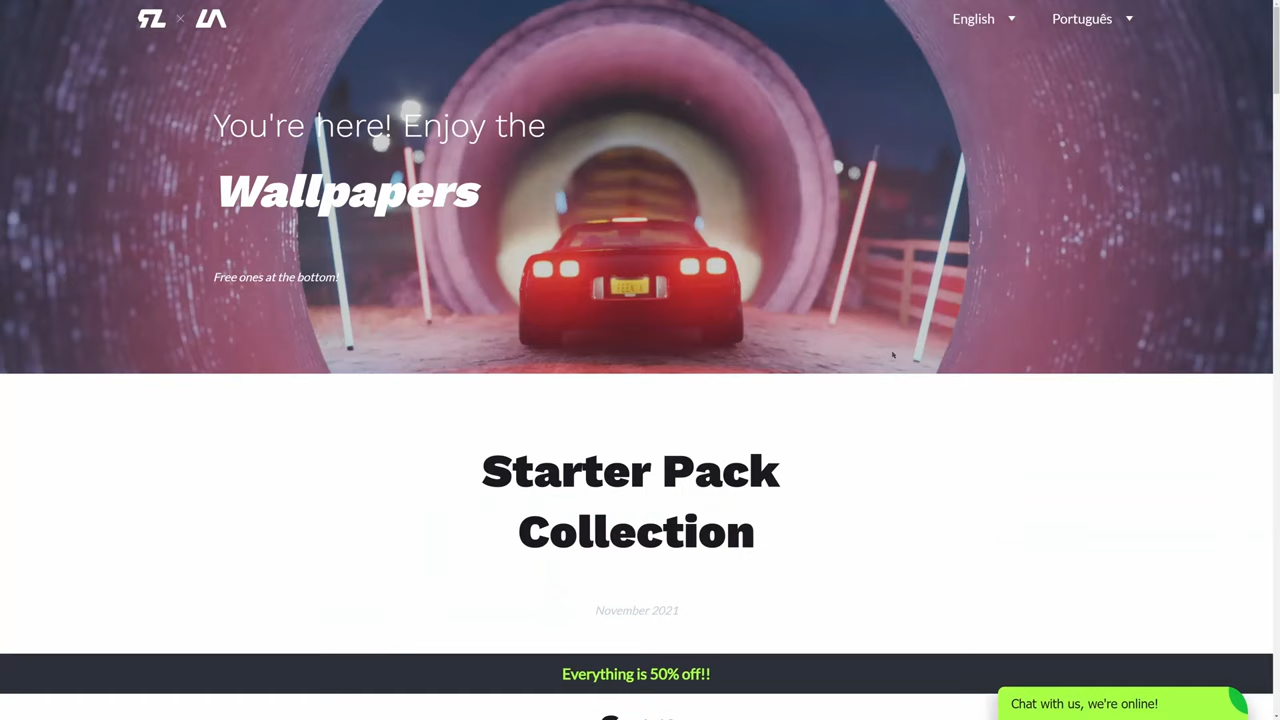 English
Português
You're here! Enjoy the
Wallpapers
Free ones at the bottom!
FEENIX
Starter Pack
Collection
November 2021
Everything is 50% off!!
Chat with us, we're online!